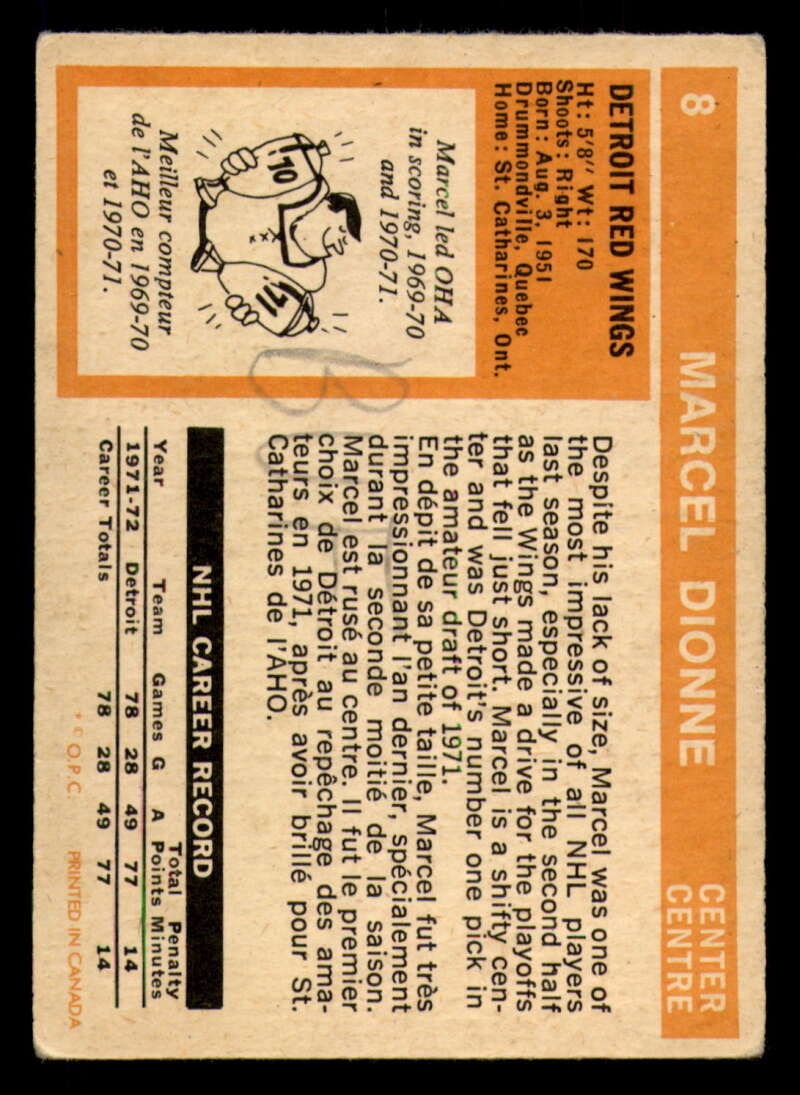 8
MARCEL DIONNE
CENTER
CENTRE
DETROIT RED WINGS
Ht: 5'8" Wt: 170
Shoots: Right
Born: Aug. 3, 1951
Drummondville, Quebec
Home: St. Catharines, Ont.
Marcel led OHA
in scoring, 1969-70
and 1970-71.
'70
'71
Meilleur compteur
de l'AHO en 1969-70
et 1970-71.
Despite his lack of size, Marcel was one of
the most impressive of all NHL players
last season, especially in the second half
as the Wings made a drive for the playoffs
that fell just short. Marcel is a shifty cen-
ter and was Detroit's number one pick in
the amateur draft of 1971.
En dépit de sa petite taille, Marcel fut très
impressionnant l'an dernier, spécialement
durant la seconde moitié de la saison.
Marcel est rusé au centre. Il fut le premier
choix de Détroit au repêchage des ama-
teurs en 1971, après avoir brillé pour St.
Catharines de l'AHO.
NHL CAREER RECORD
Year Team Games G A Total Points Penalty Minutes
1971-72 Detroit 78 28 49 77 14
Career Totals 78 28 49 77 14
* © O.P.C. PRINTED IN CANADA